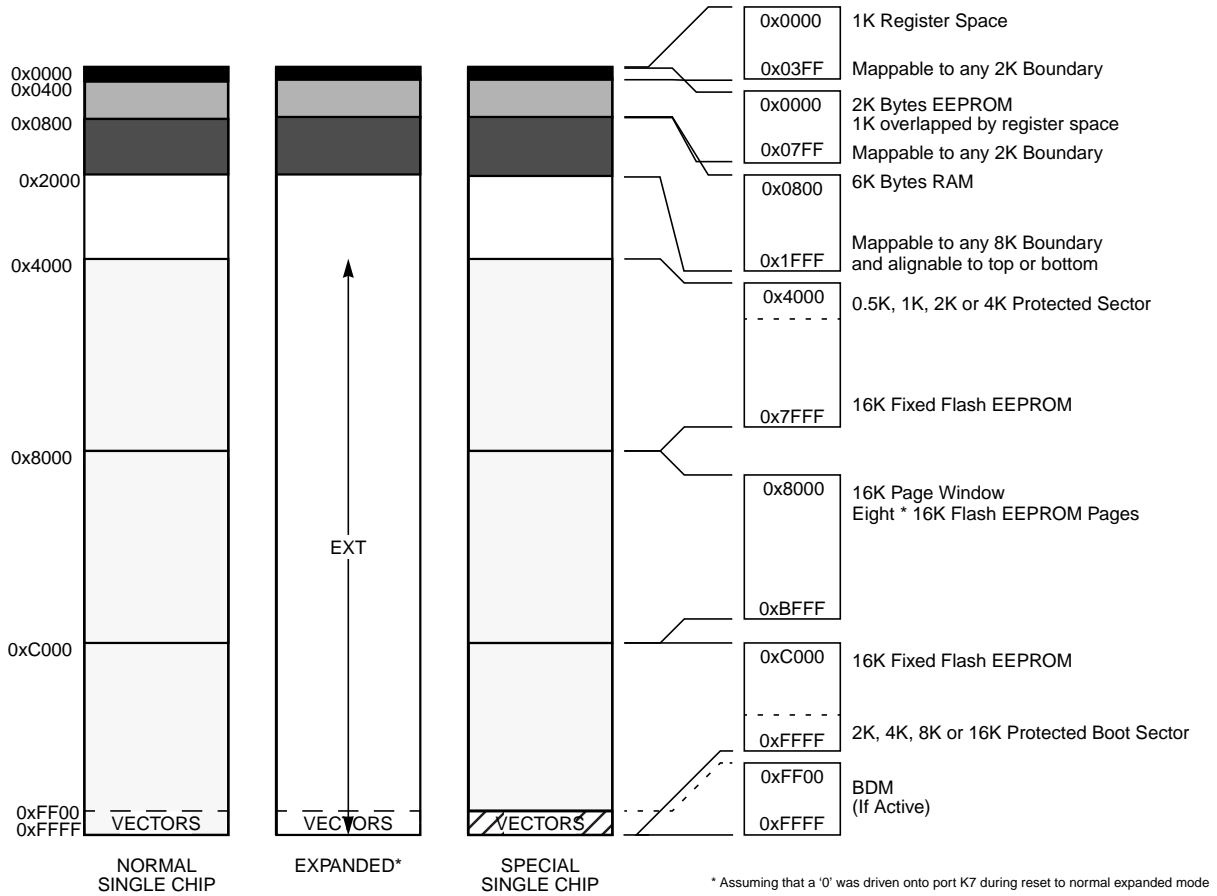 0x0000
0x0400
0x0800
0x2000
0x4000
0x8000
0xC000
0xFF00
0xFFFF
VECTORS
NORMAL
SINGLE CHIP
EXT
VECTORS
EXPANDED*
VECTORS
SPECIAL
SINGLE CHIP
0x0000
1K Register Space
0x03FF
Mappable to any 2K Boundary
0x0000
2K Bytes EEPROM
1K overlapped by register space
0x07FF
Mappable to any 2K Boundary
0x0800
6K Bytes RAM
0x1FFF
Mappable to any 8K Boundary
and alignable to top or bottom
0x4000
0.5K, 1K, 2K or 4K Protected Sector
0x7FFF
16K Fixed Flash EEPROM
0x8000
16K Page Window
Eight * 16K Flash EEPROM Pages
0xBFFF
0xC000
16K Fixed Flash EEPROM
0xFFFF
2K, 4K, 8K or 16K Protected Boot Sector
0xFF00
BDM
(If Active)
0xFFFF
* Assuming that a ‘0’ was driven onto port K7 during reset to normal expanded mode